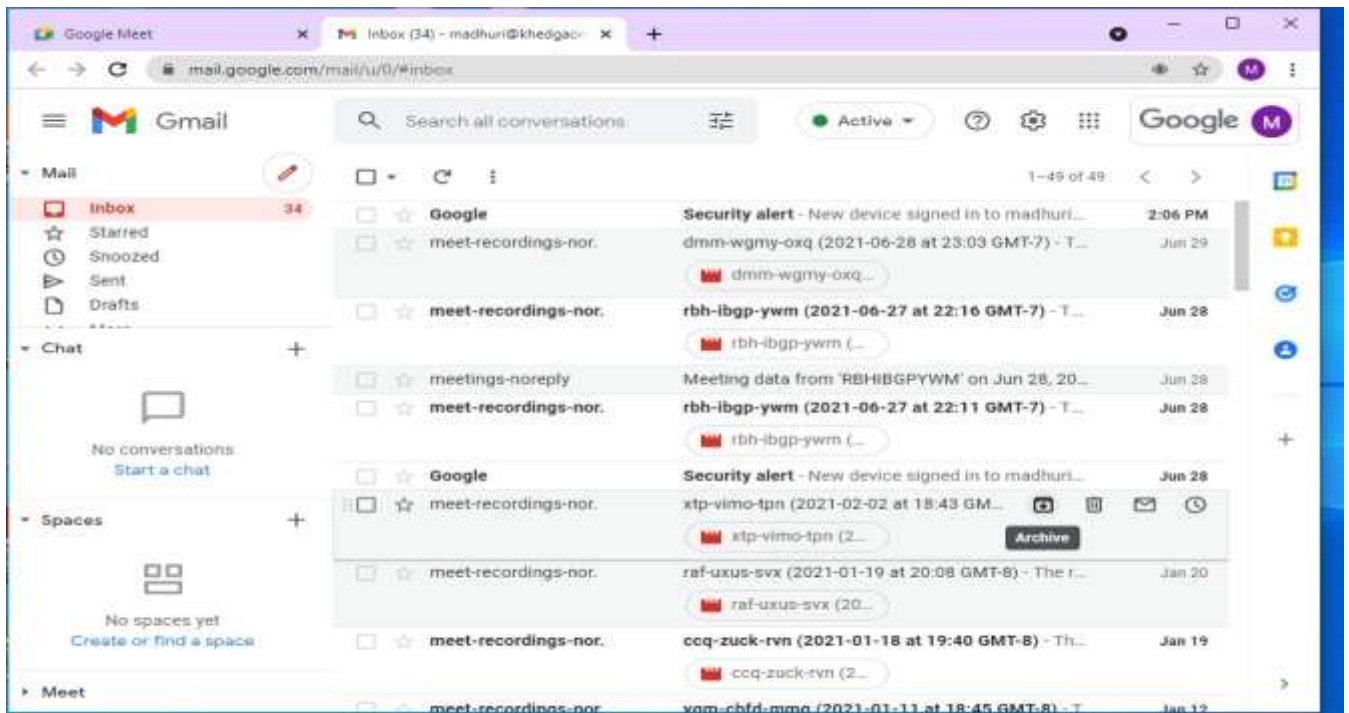 Google Meet
Inbox (34) - madhuri@khedgac
mail.google.com/mail/u/0/#inbox
M
Gmail
Search all conversations
Active
Google
M
Mail
1–49 of 49
Inbox 34
Starred
Snoozed
Sent
Drafts
Chat
No conversations
Start a chat
Spaces
No spaces yet
Create or find a space
Meet
Google Security alert - New device signed in to madhuri... 2:06 PM
meet-recordings-nor. dmm-wgmy-oxq (2021-06-28 at 23:03 GMT-7) - T... Jun 29
dmm-wgmy-oxq...
meet-recordings-nor. rbh-ibgp-ywm (2021-06-27 at 22:16 GMT-7) - T... Jun 28
rbh-ibgp-ywm (...
meetings-noreply Meeting data from 'RBHIBGPYWM' on Jun 28, 20... Jun 28
meet-recordings-nor. rbh-ibgp-ywm (2021-06-27 at 22:11 GMT-7) - T... Jun 28
rbh-ibgp-ywm (...
Google Security alert - New device signed in to madhuri... Jun 28
meet-recordings-nor. xtp-vimo-tpn (2021-02-02 at 18:43 GM...
xtp-vimo-tpn (2...
Archive
meet-recordings-nor. raf-uxus-svx (2021-01-19 at 20:08 GMT-8) - The r... Jan 20
raf-uxus-svx (20...
meet-recordings-nor. ccq-zuck-rvn (2021-01-18 at 19:40 GMT-8) - Th... Jan 19
ccq-zuck-rvn (2...
meet-recordings-nor (2021-01-11 at 18:45 GMT-8) - T Jan 12